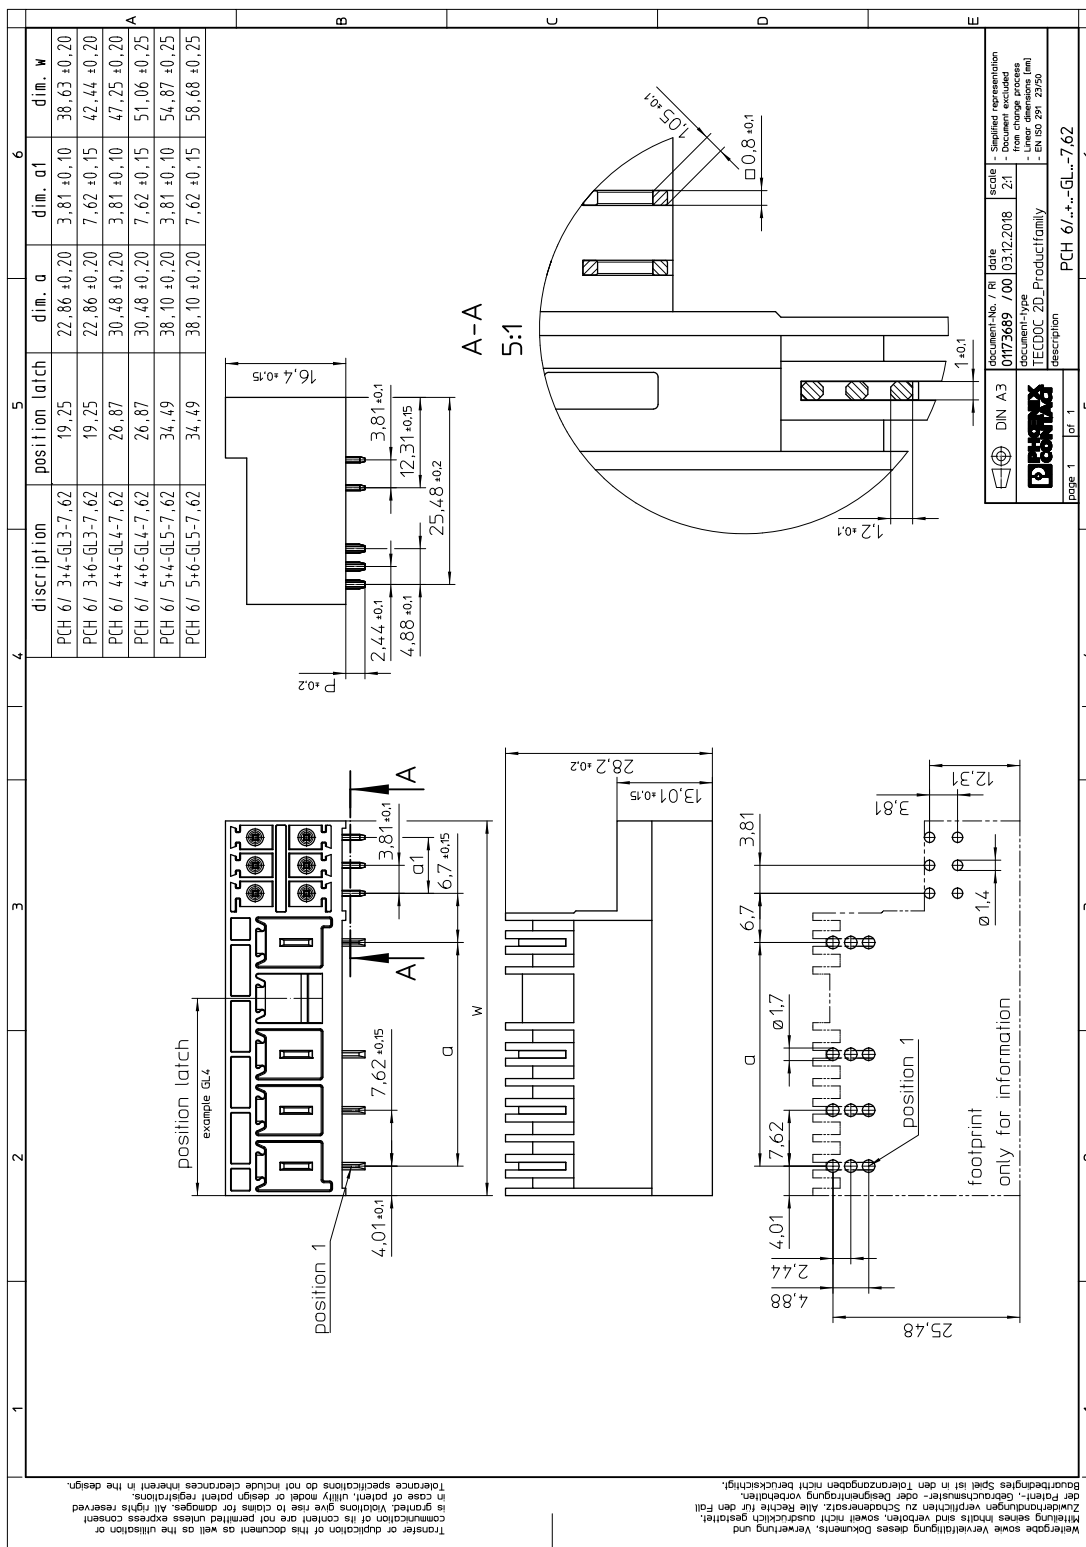 discription position latch dim. a dim. a1 dim. w
PCH 6/ 3+4-GL3-7,62 19,25 22,86 ±0,20 3,81 ±0,10 38,63 ±0,20
PCH 6/ 3+6-GL3-7,62 19,25 22,86 ±0,20 7,62 ±0,15 42,44 ±0,20
PCH 6/ 4+4-GL4-7,62 26,87 30,48 ±0,20 3,81 ±0,10 47,25 ±0,20
PCH 6/ 4+6-GL4-7,62 26,87 30,48 ±0,20 7,62 ±0,15 51,06 ±0,25
PCH 6/ 5+4-GL5-7,62 34,49 38,10 ±0,20 3,81 ±0,10 54,87 ±0,25
PCH 6/ 5+6-GL5-7,62 34,49 38,10 ±0,20 7,62 ±0,15 58,68 ±0,25
1 2 3 4 5 6
A
B
C
D
E
position latch
example GL4
position 1
4,01 ±0,1
7,62 ±0,15
a
w
6,7 ±0,15
a1
3,81 ±0,1
A
A
P ±0,2
16,4 ±0,15
2,44 ±0,1
4,88 ±0,1
3,81 ±0,1
12,31 ±0,15
25,48 ±0,2
28,2 ±0,2
13,01 ±0,15
A-A
5:1
1,05 ±0,1
□0,8 ±0,1
1,2 ±0,1
1 ±0,1
25,48
4,88
2,44
4,01
7,62
a
ø1,7
6,7
3,81
3,81
12,31
ø1,4
position 1
footprint
only for information
DIN A3
document-No. / RI
01173689 / 00
date
03.12.2018
scale
2:1
- Simplified representation
- Document excluded
from change process
- Linear dimensions [mm]
- EN ISO 291 23/50
PHOENIX
CONTACT
document-type
TECDOC 2D_Productfamily
page 1 of 1
description
PCH 6/..+..-GL..-7,62
Transfer or duplication of this document as well as the utilisation or
communication of its content are not permitted unless express consent
is granted. Violations give rise to claims for damages. All rights reserved
in case of patent, utility model or design patent registrations.
Tolerance specifications do not include clearances inherent in the design.
Weitergabe sowie Vervielfältigung dieses Dokuments, Verwertung und
Mitteilung seines Inhalts sind verboten, soweit nicht ausdrücklich gestattet.
Zuwiderhandlungen verpflichten zu Schadenersatz. Alle Rechte für den Fall
der Patent-, Gebrauchsmuster- oder Designeintragung vorbehalten.
Bauartbedingtes Spiel ist in den Toleranzangaben nicht berücksichtigt.